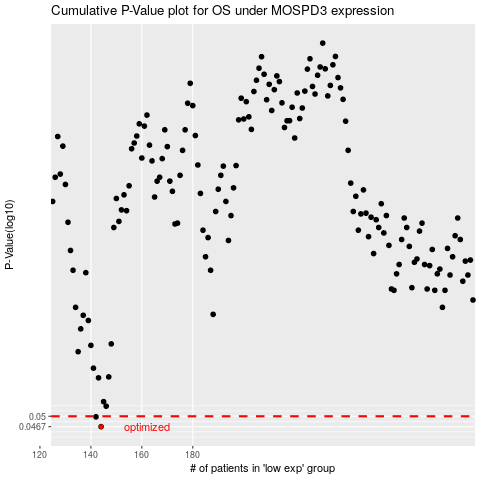 Cumulative P-Value plot for OS under MOSPD3 expression
P-Value(log10)
0.05
0.0467
optimized
120 140 160 180
# of patients in 'low exp' group